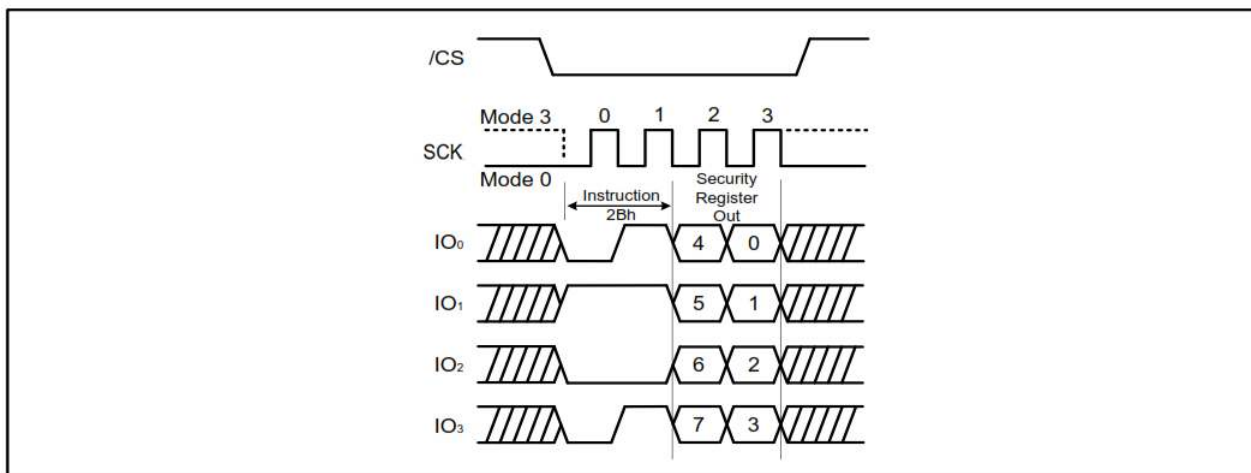 /CS
Mode 3 0 1 2 3
SCK
Mode 0
Security
Instruction Register
2Bh Out
IO₀ 4 0
IO₁ 5 1
IO₂ 6 2
IO₃ 7 3